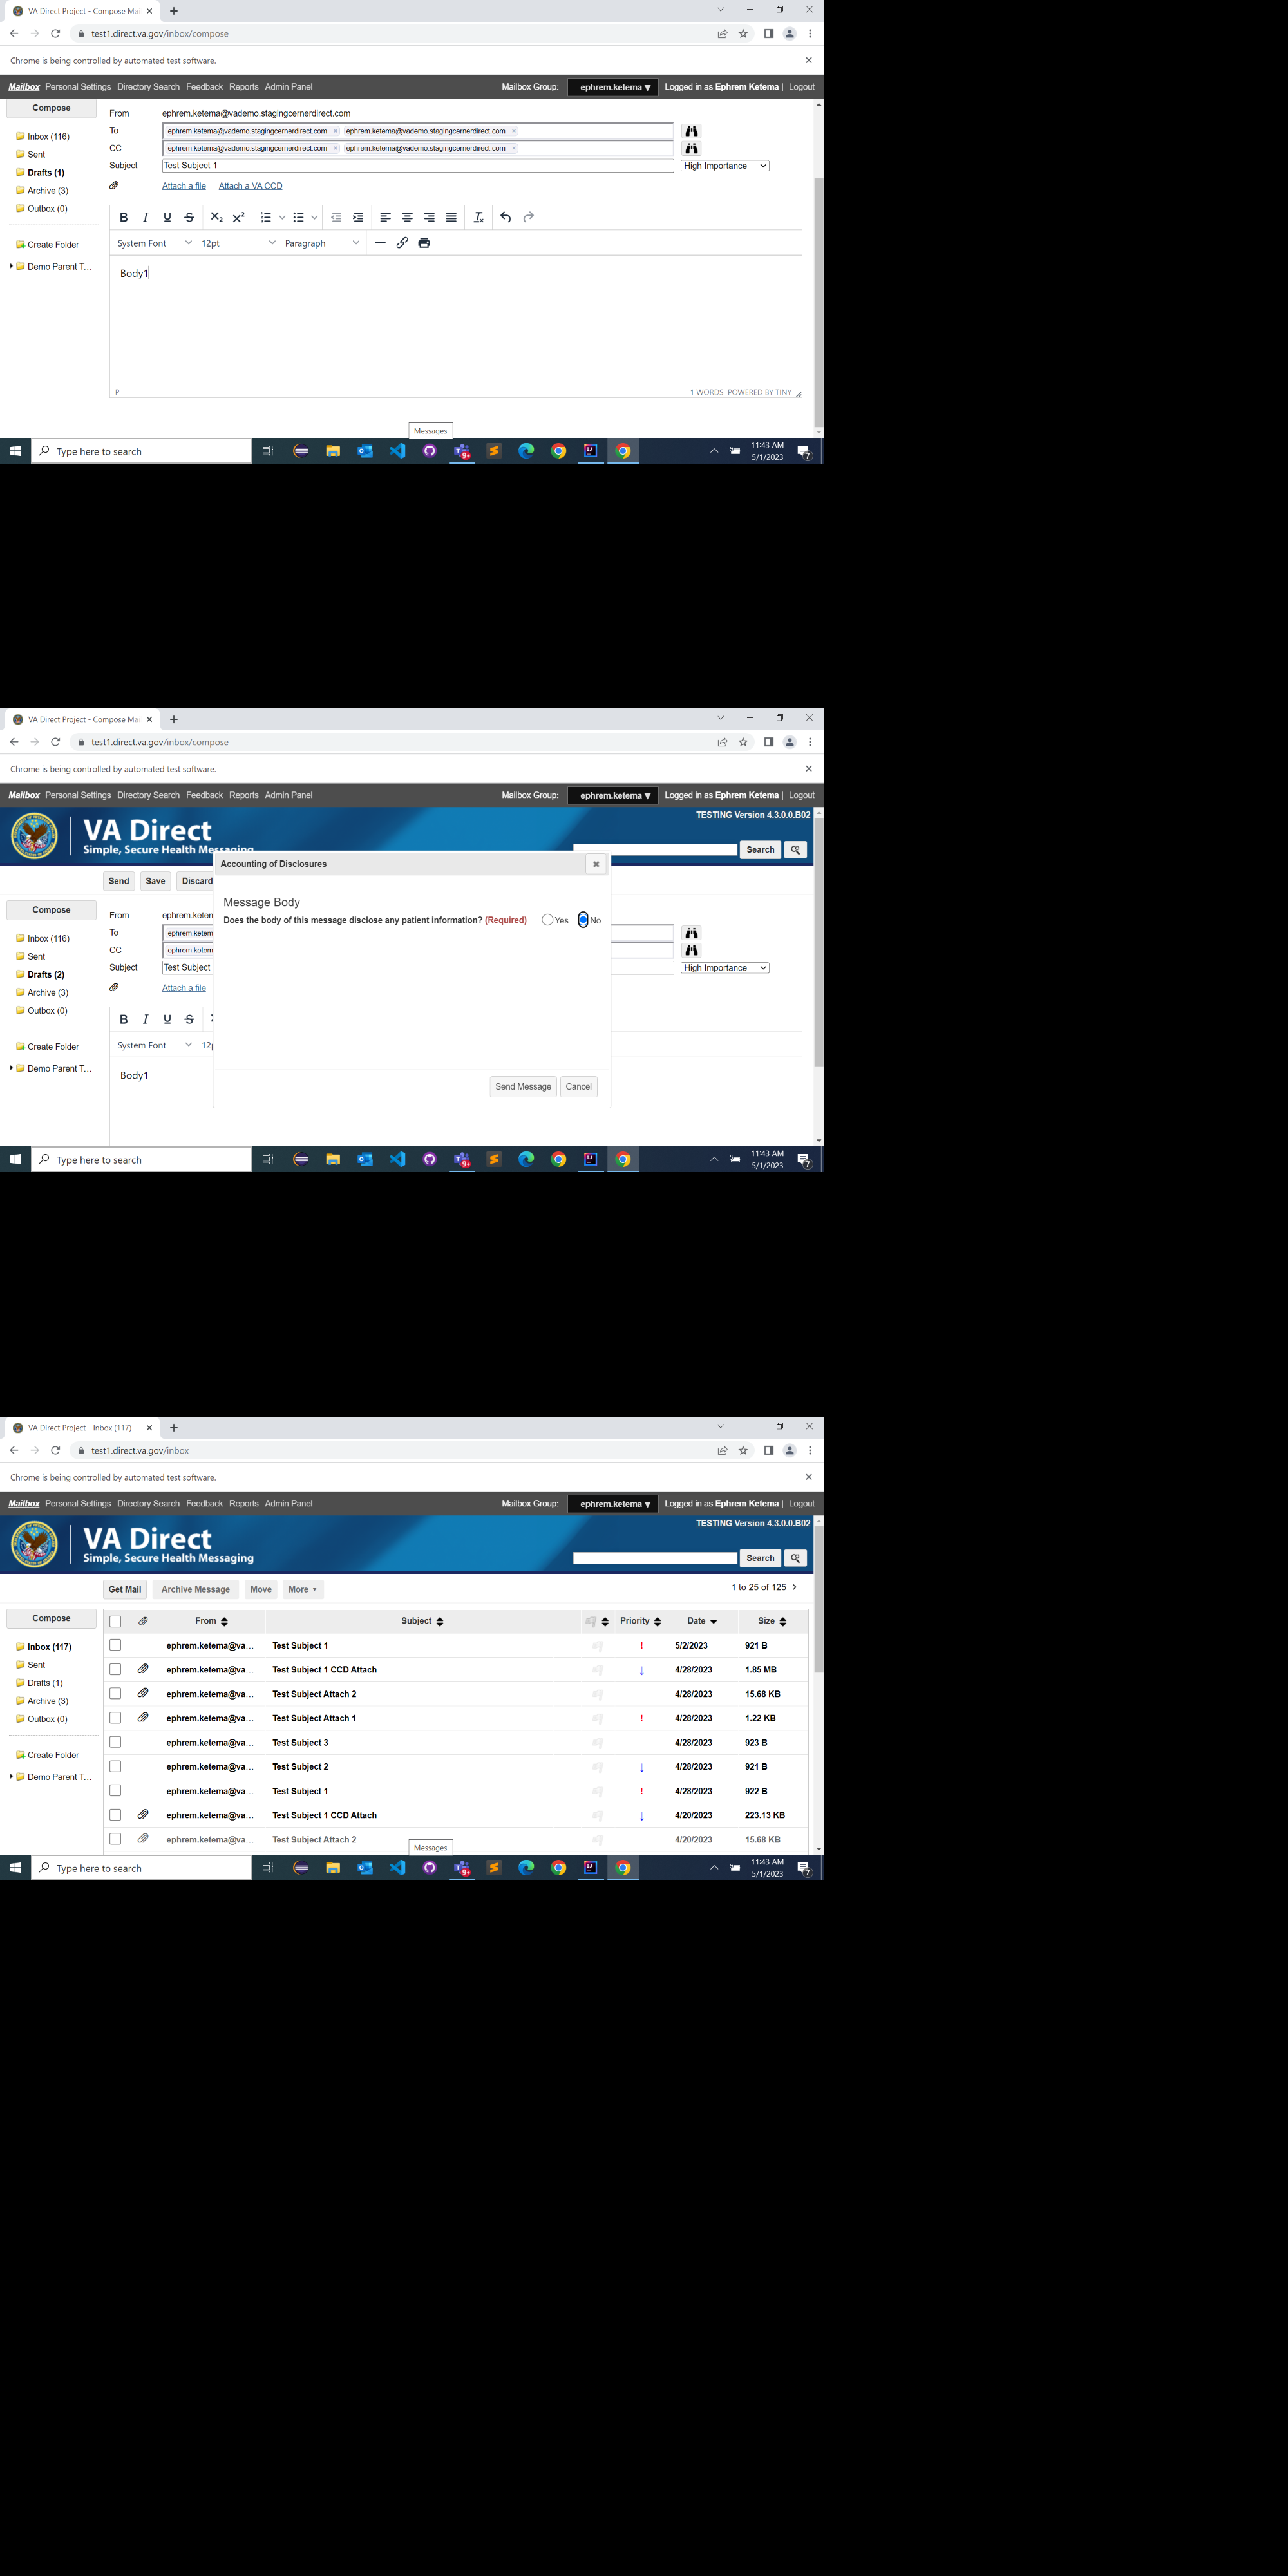 VA Direct Project - Compose Mai
test1.direct.va.gov/inbox/compose
Chrome is being controlled by automated test software.
Mailbox Personal Settings Directory Search Feedback Reports Admin Panel Mailbox Group: ephrem.ketema ▼ Logged in as Ephrem Ketema | Logout
Compose
From ephrem.ketema@vademo.stagingcernerdirect.com
To ephrem.ketema@vademo.stagingcernerdirect.com × ephrem.ketema@vademo.stagingcernerdirect.com ×
Inbox (116)
CC ephrem.ketema@vademo.stagingcernerdirect.com × ephrem.ketema@vademo.stagingcernerdirect.com ×
Sent
Subject Test Subject 1 High Importance
Drafts (1)
Attach a file Attach a VA CCD
Archive (3)
Outbox (0)
Create Folder
System Font 12pt Paragraph
Demo Parent T...
Body1
P 1 WORDS POWERED BY TINY
Messages
Type here to search
9+
11:43 AM
5/1/2023
7
VA Direct Project - Compose Mai
test1.direct.va.gov/inbox/compose
Chrome is being controlled by automated test software.
Mailbox Personal Settings Directory Search Feedback Reports Admin Panel Mailbox Group: ephrem.ketema ▼ Logged in as Ephrem Ketema | Logout
TESTING Version 4.3.0.0.B02
VA Direct
Simple, Secure Health Messaging
Search
Accounting of Disclosures
Send Save Discard
Message Body
Does the body of this message disclose any patient information? (Required) Yes No
Compose
From ephrem.ketem
To ephrem.ketem
Inbox (116)
CC ephrem.ketem
Sent
Subject Test Subject High Importance
Drafts (2)
Attach a file
Archive (3)
Outbox (0)
Create Folder
System Font 12p
Demo Parent T...
Body1
Send Message Cancel
Type here to search
9+
11:43 AM
5/1/2023
7
VA Direct Project - Inbox (117)
test1.direct.va.gov/inbox
Chrome is being controlled by automated test software.
Mailbox Personal Settings Directory Search Feedback Reports Admin Panel Mailbox Group: ephrem.ketema ▼ Logged in as Ephrem Ketema | Logout
TESTING Version 4.3.0.0.B02
VA Direct
Simple, Secure Health Messaging
Search
Get Mail Archive Message Move More 1 to 25 of 125 >
Compose
Inbox (117)
Sent
Drafts (1)
Archive (3)
Outbox (0)
Create Folder
Demo Parent T...
From Subject Priority Date Size
ephrem.ketema@va... Test Subject 1 ! 5/2/2023 921 B
ephrem.ketema@va... Test Subject 1 CCD Attach ↓ 4/28/2023 1.85 MB
ephrem.ketema@va... Test Subject Attach 2 4/28/2023 15.68 KB
ephrem.ketema@va... Test Subject Attach 1 ! 4/28/2023 1.22 KB
ephrem.ketema@va... Test Subject 3 4/28/2023 923 B
ephrem.ketema@va... Test Subject 2 ↓ 4/28/2023 921 B
ephrem.ketema@va... Test Subject 1 ! 4/28/2023 922 B
ephrem.ketema@va... Test Subject 1 CCD Attach ↓ 4/20/2023 223.13 KB
ephrem.ketema@va... Test Subject Attach 2 4/20/2023 15.68 KB
Messages
Type here to search
9+
11:43 AM
5/1/2023
7